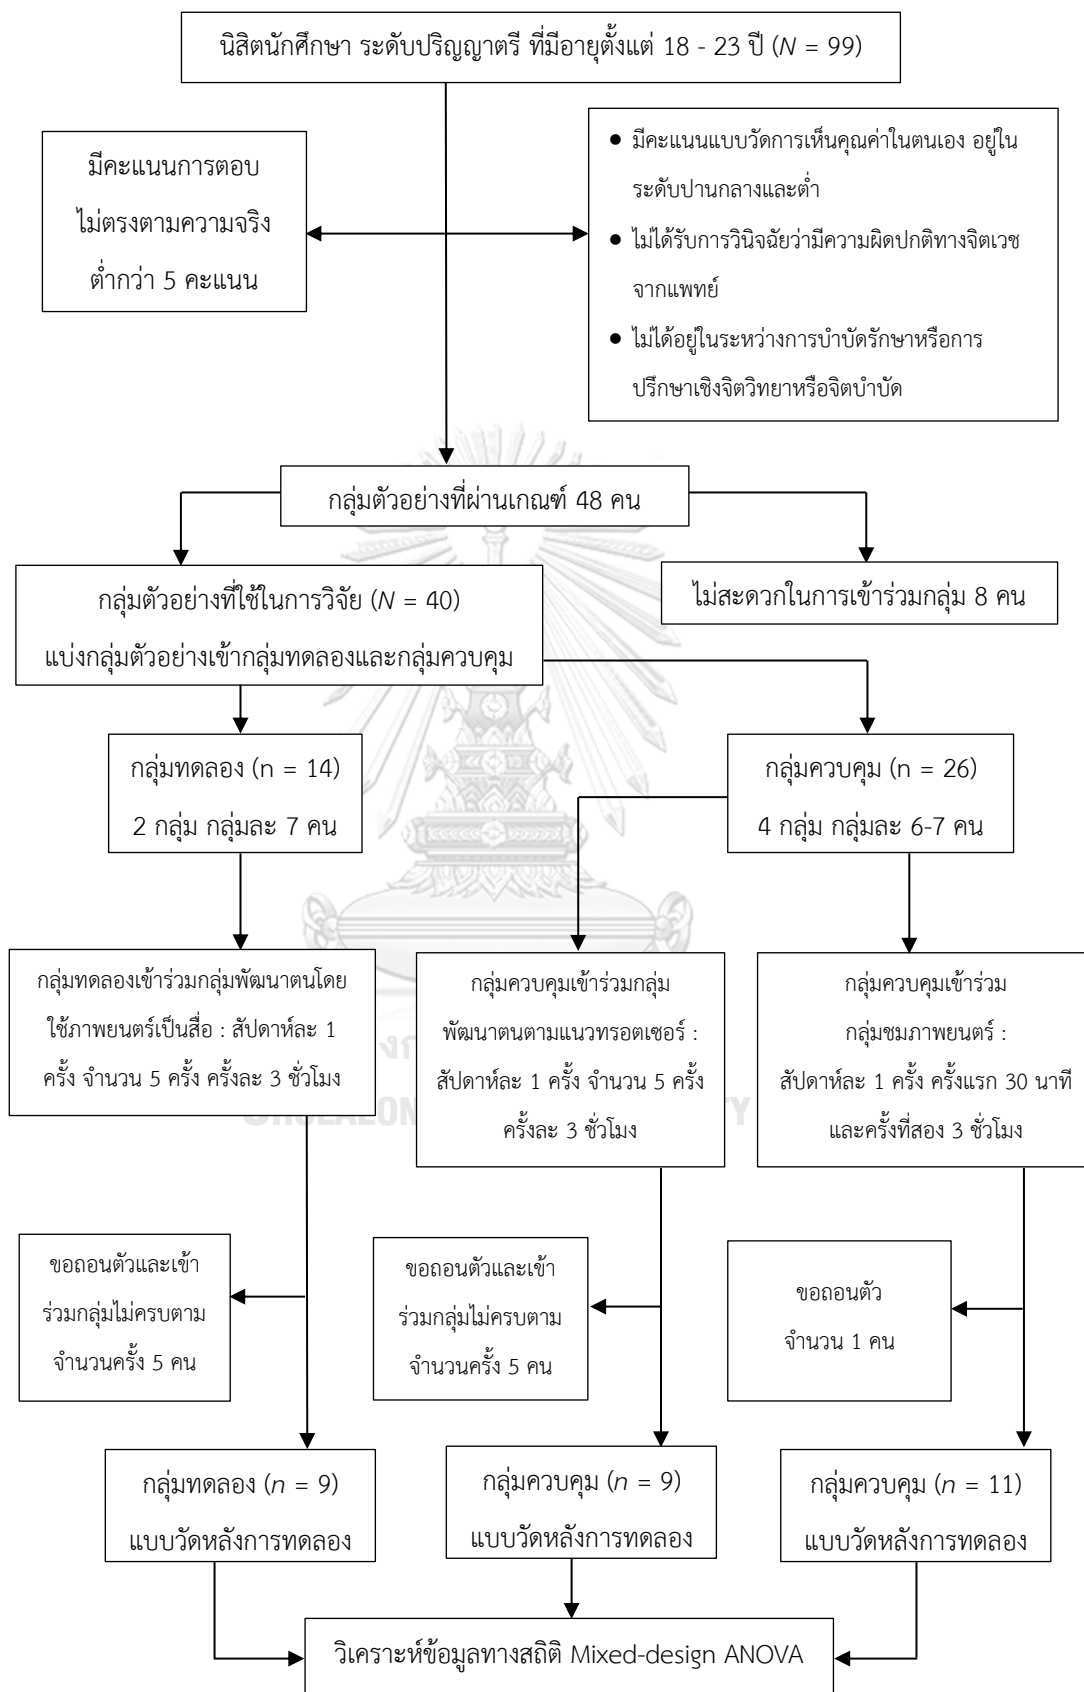 นิสิตนักศึกษา ระดับปริญญาตรี ที่มีอายุตั้งแต่ 18 - 23 ปี (N = 99)
มีคะแนนการตอบ
ไม่ตรงตามความจริง
ต่ำกว่า 5 คะแนน
● มีคะแนนแบบวัดการเห็นคุณค่าในตนเอง อยู่ใน
ระดับปานกลางและต่ำ
● ไม่ได้รับการวินิจฉัยว่ามีความผิดปกติทางจิตเวช
จากแพทย์
● ไม่ได้อยู่ในระหว่างการบำบัดรักษาหรือการ
ปรึกษาเชิงจิตวิทยาหรือจิตบำบัด
กลุ่มตัวอย่างที่ผ่านเกณฑ์ 48 คน
กลุ่มตัวอย่างที่ใช้ในการวิจัย (N = 40)
แบ่งกลุ่มตัวอย่างเข้ากลุ่มทดลองและกลุ่มควบคุม
ไม่สะดวกในการเข้าร่วมกลุ่ม 8 คน
กลุ่มทดลอง (n = 14)
2 กลุ่ม กลุ่มละ 7 คน
กลุ่มควบคุม (n = 26)
4 กลุ่ม กลุ่มละ 6-7 คน
กลุ่มทดลองเข้าร่วมกลุ่มพัฒนาตนโดย
ใช้ภาพยนตร์เป็นสื่อ : สัปดาห์ละ 1
ครั้ง จำนวน 5 ครั้ง ครั้งละ 3 ชั่วโมง
กลุ่มควบคุมเข้าร่วมกลุ่ม
พัฒนาตนตามแนวทรอตเซอร์ :
สัปดาห์ละ 1 ครั้ง จำนวน 5 ครั้ง
ครั้งละ 3 ชั่วโมง
กลุ่มควบคุมเข้าร่วม
กลุ่มชมภาพยนตร์ :
สัปดาห์ละ 1 ครั้ง ครั้งแรก 30 นาที
และครั้งที่สอง 3 ชั่วโมง
ขอถอนตัวและเข้า
ร่วมกลุ่มไม่ครบตาม
จำนวนครั้ง 5 คน
ขอถอนตัวและเข้า
ร่วมกลุ่มไม่ครบตาม
จำนวนครั้ง 5 คน
ขอถอนตัว
จำนวน 1 คน
กลุ่มทดลอง (n = 9)
แบบวัดหลังการทดลอง
กลุ่มควบคุม (n = 9)
แบบวัดหลังการทดลอง
กลุ่มควบคุม (n = 11)
แบบวัดหลังการทดลอง
วิเคราะห์ข้อมูลทางสถิติ Mixed-design ANOVA